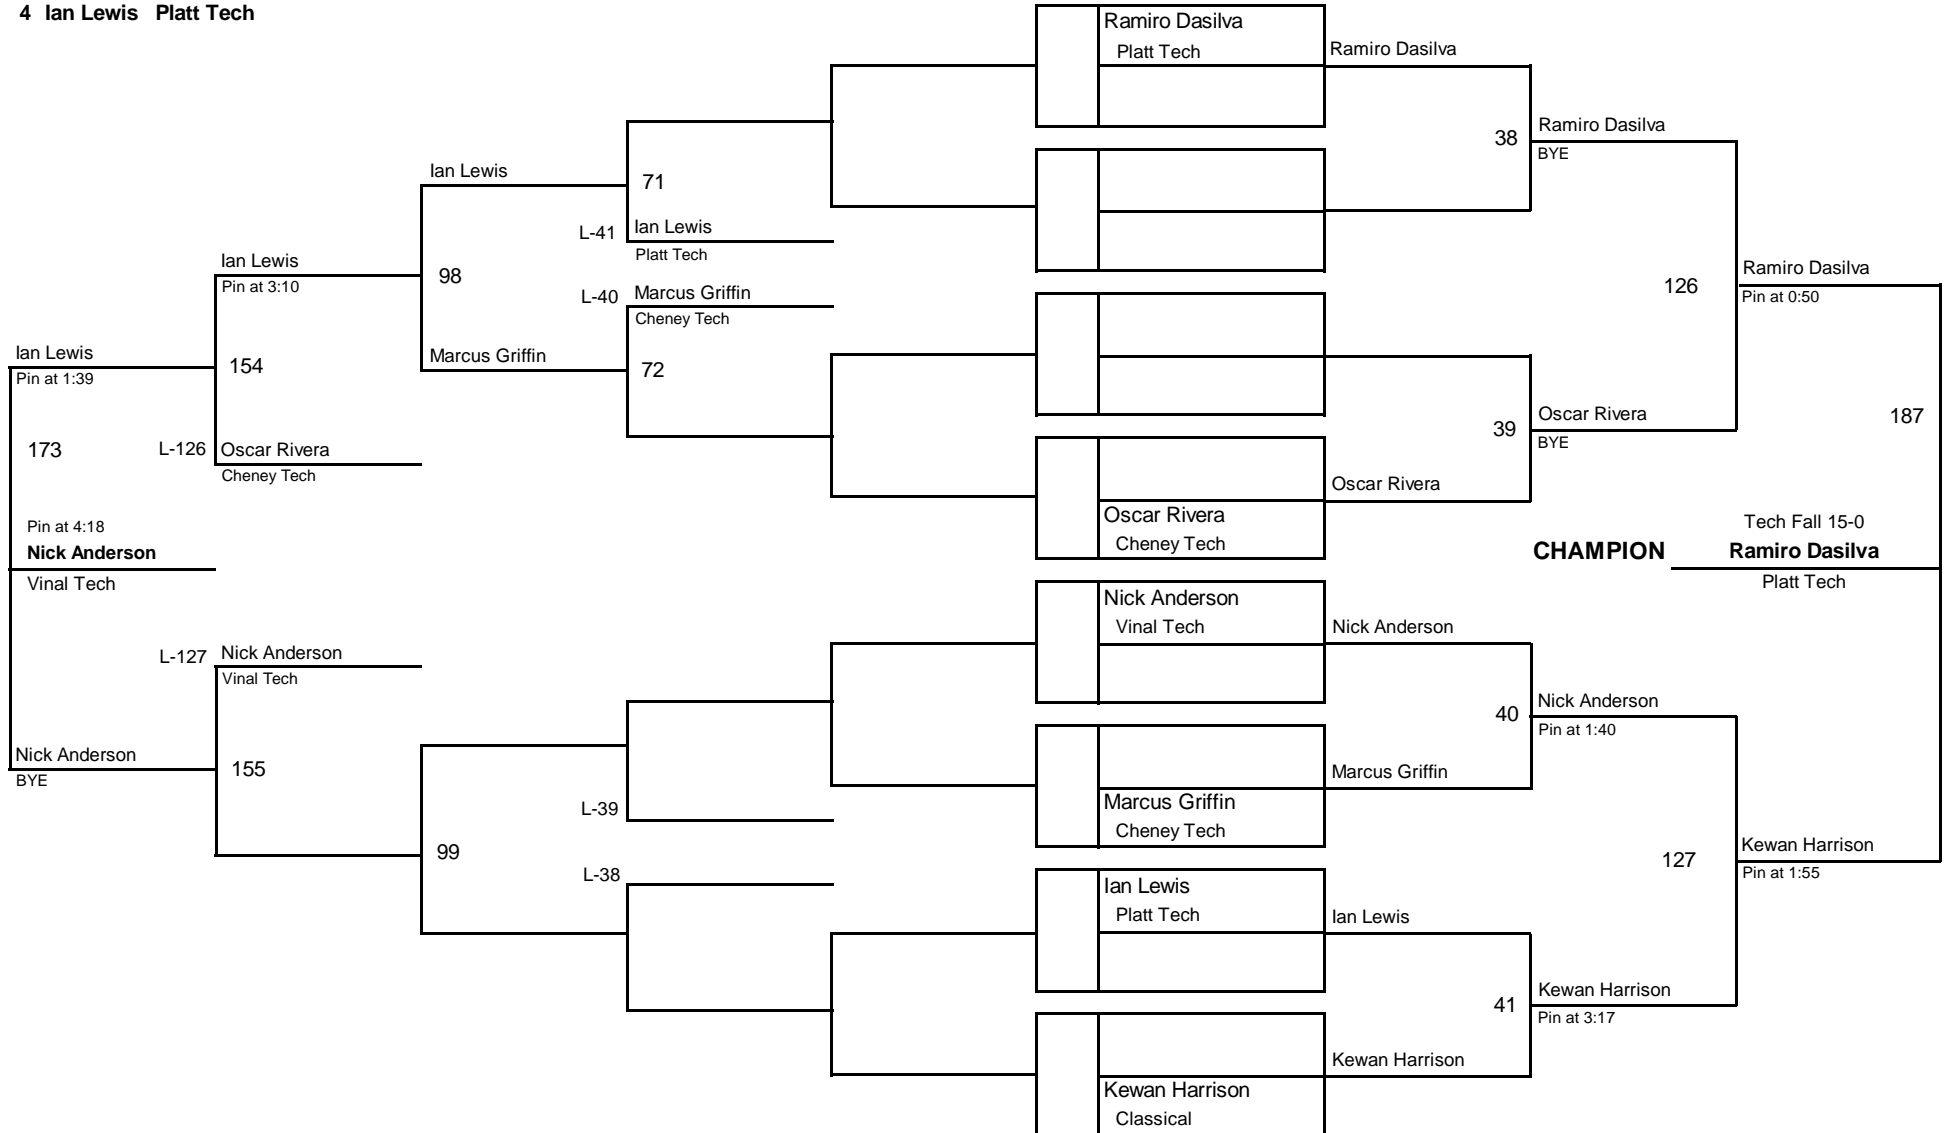 4 Ian Lewis Platt Tech
Ramiro Dasilva
Platt Tech
Ramiro Dasilva
38
Ramiro Dasilva
BYE
Ian Lewis
71
L-41
Ian Lewis
Platt Tech
Ian Lewis
Pin at 3:10
98
L-40
Marcus Griffin
Cheney Tech
126
Ramiro Dasilva
Pin at 0:50
Ian Lewis
Pin at 1:39
154
Marcus Griffin
72
39
Oscar Rivera
BYE
187
173
L-126
Oscar Rivera
Cheney Tech
Oscar Rivera
Oscar Rivera
Cheney Tech
Pin at 4:18
Nick Anderson
Vinal Tech
CHAMPION
Tech Fall 15-0
Ramiro Dasilva
Platt Tech
Nick Anderson
Vinal Tech
Nick Anderson
L-127
Nick Anderson
Vinal Tech
40
Nick Anderson
Pin at 1:40
Nick Anderson
BYE
155
Marcus Griffin
Marcus Griffin
Cheney Tech
L-39
99
L-38
127
Kewan Harrison
Pin at 1:55
Ian Lewis
Platt Tech
Ian Lewis
41
Kewan Harrison
Pin at 3:17
Kewan Harrison
Kewan Harrison
Classical